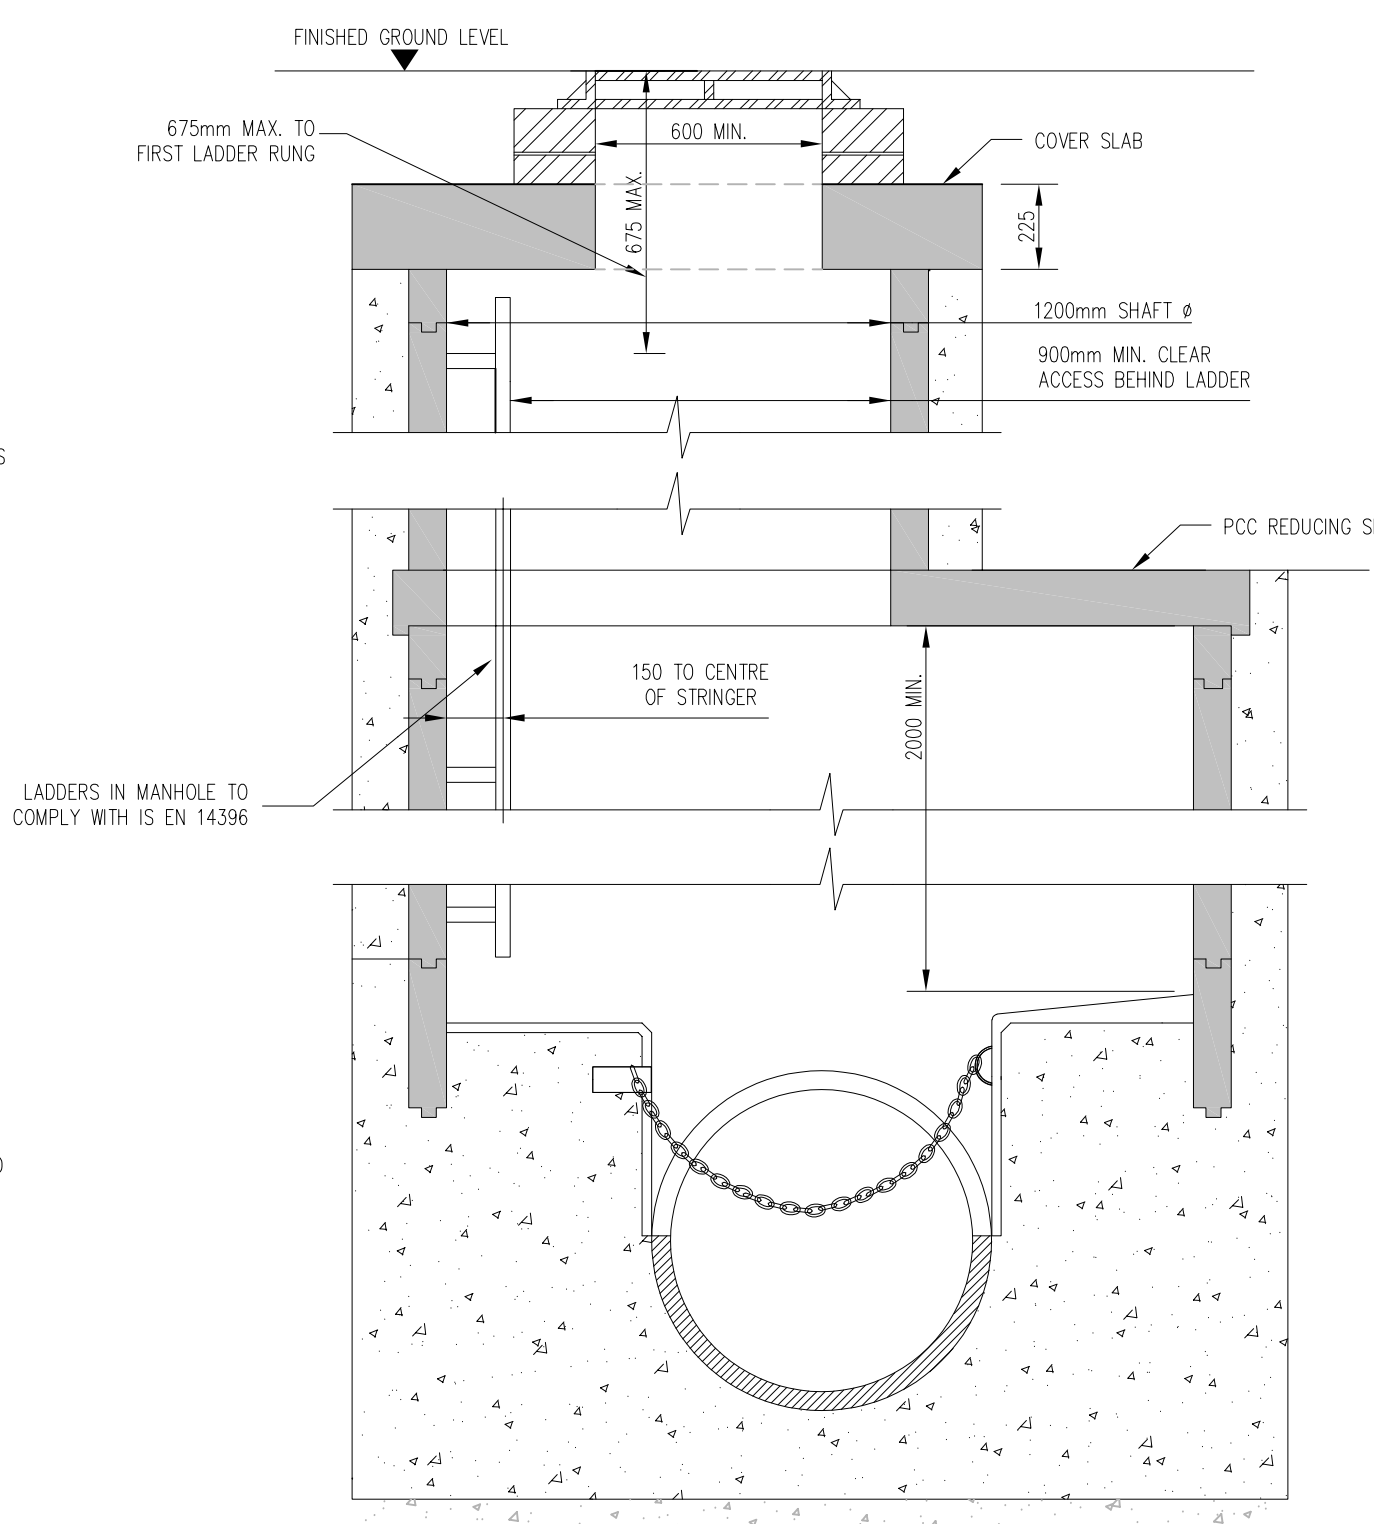 FINISHED GROUND LEVEL
675mm MAX. TO
FIRST LADDER RUNG
600 MIN.
COVER SLAB
675 MAX.
225
1200mm SHAFT Ø
900mm MIN. CLEAR
ACCESS BEHIND LADDER
S
PCC REDUCING
150 TO CENTRE
OF STRINGER
2000 MIN.
LADDERS IN MANHOLE TO
COMPLY WITH IS EN 14396
)